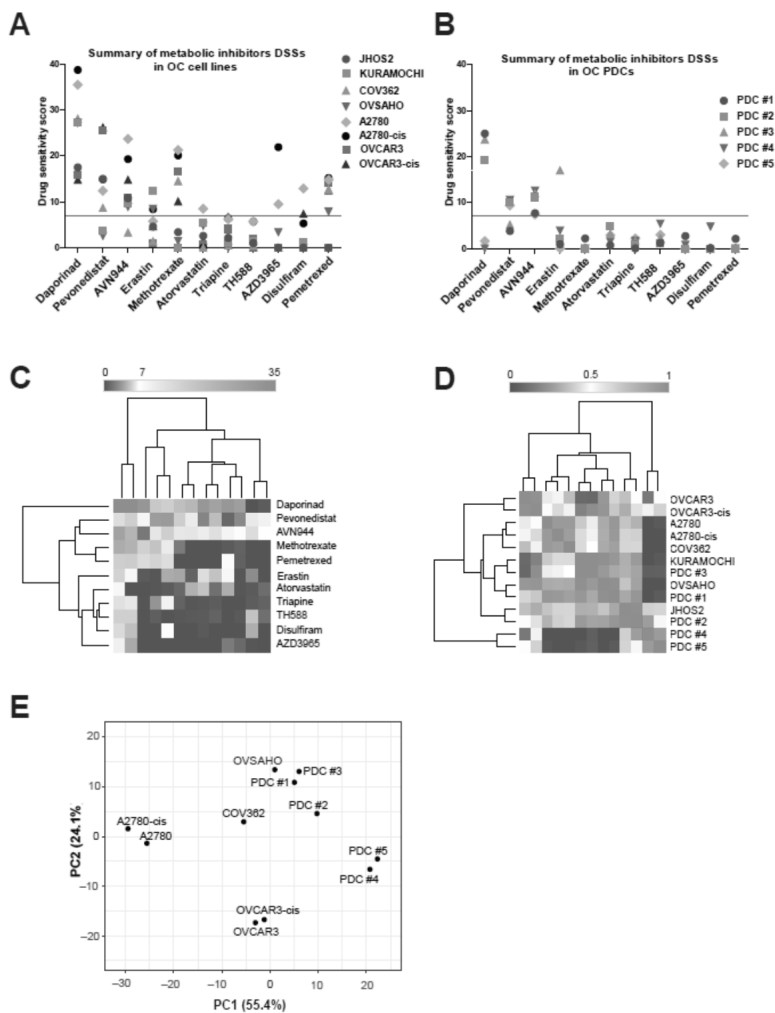 A
Summary of metabolic inhibitors DSSs
in OC cell lines
Drug sensitivity score
40
30
20
10
0
Daporinad
Pevonedistat
AVN944
Erastin
Methotrexate
Atorvastatin
Triapine
TH588
AZD3965
Disulfiram
Pemetrexed
JHOS2
KURAMOCHI
COV362
OVSAHO
A2780
A2780-cis
OVCAR3
OVCAR3-cis
B
Summary of metabolic inhibitors DSSs
in OC PDCs
Drug sensitivity score
40
30
20
10
0
Daporinad
Pevonedistat
AVN944
Erastin
Methotrexate
Atorvastatin
Triapine
TH588
AZD3965
Disulfiram
Pemetrexed
PDC #1
PDC #2
PDC #3
PDC #4
PDC #5
C
0 7 35
Daporinad
Pevonedistat
AVN944
Methotrexate
Pemetrexed
Erastin
Atorvastatin
Triapine
TH588
Disulfiram
AZD3965
D
0 0.5 1
OVCAR3
OVCAR3-cis
A2780
A2780-cis
COV362
KURAMOCHI
PDC #3
OVSAHO
PDC #1
JHOS2
PDC #2
PDC #4
PDC #5
E
PC2 (24.1%)
20
10
0
−10
−20
OVSAHO
PDC #3
PDC #1
PDC #2
COV362
A2780-cis
A2780
PDC #5
PDC #4
OVCAR3-cis
OVCAR3
−30 −20 −10 0 10 20
PC1 (55.4%)